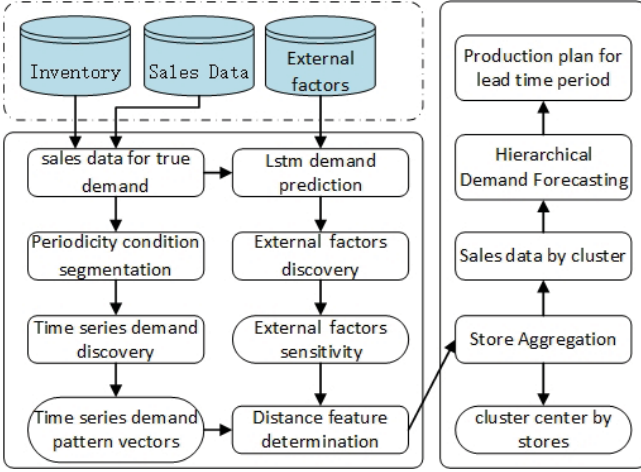 Inventory
Sales Data
External
factors
sales data for true
demand
Lstm demand
prediction
Periodicity condition
segmentation
External factors
discovery
Time series demand
discovery
External factors
sensitivity
Time series demand
pattern vectors
Distance feature
determination
Production plan for
lead time period
Hierarchical
Demand Forecasting
Sales data by cluster
Store Aggregation
cluster center by
stores